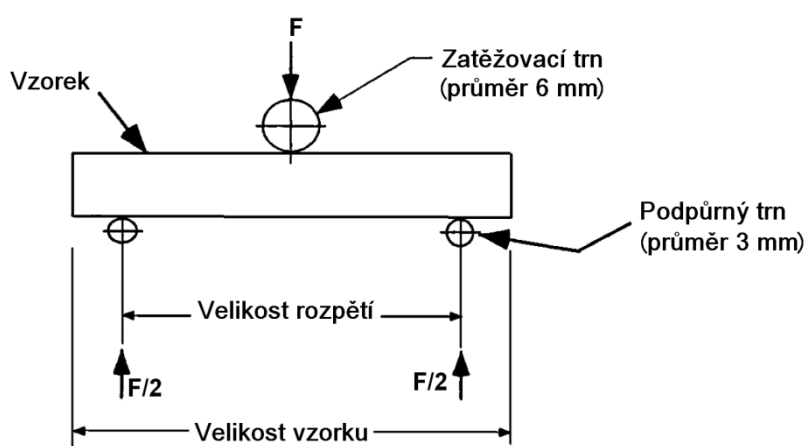 F
Zatěžovací trn
(průměr 6 mm)
Vzorek
Podpůrný trn
(průměr 3 mm)
Velikost rozpětí
F/2
F/2
Velikost vzorku